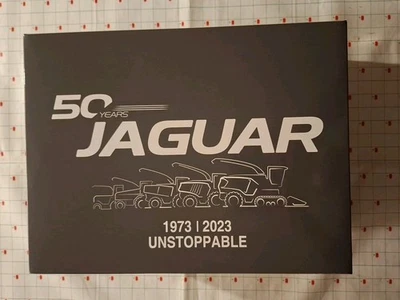 50
YEARS
JAGUAR
1973 | 2023
UNSTOPPABLE